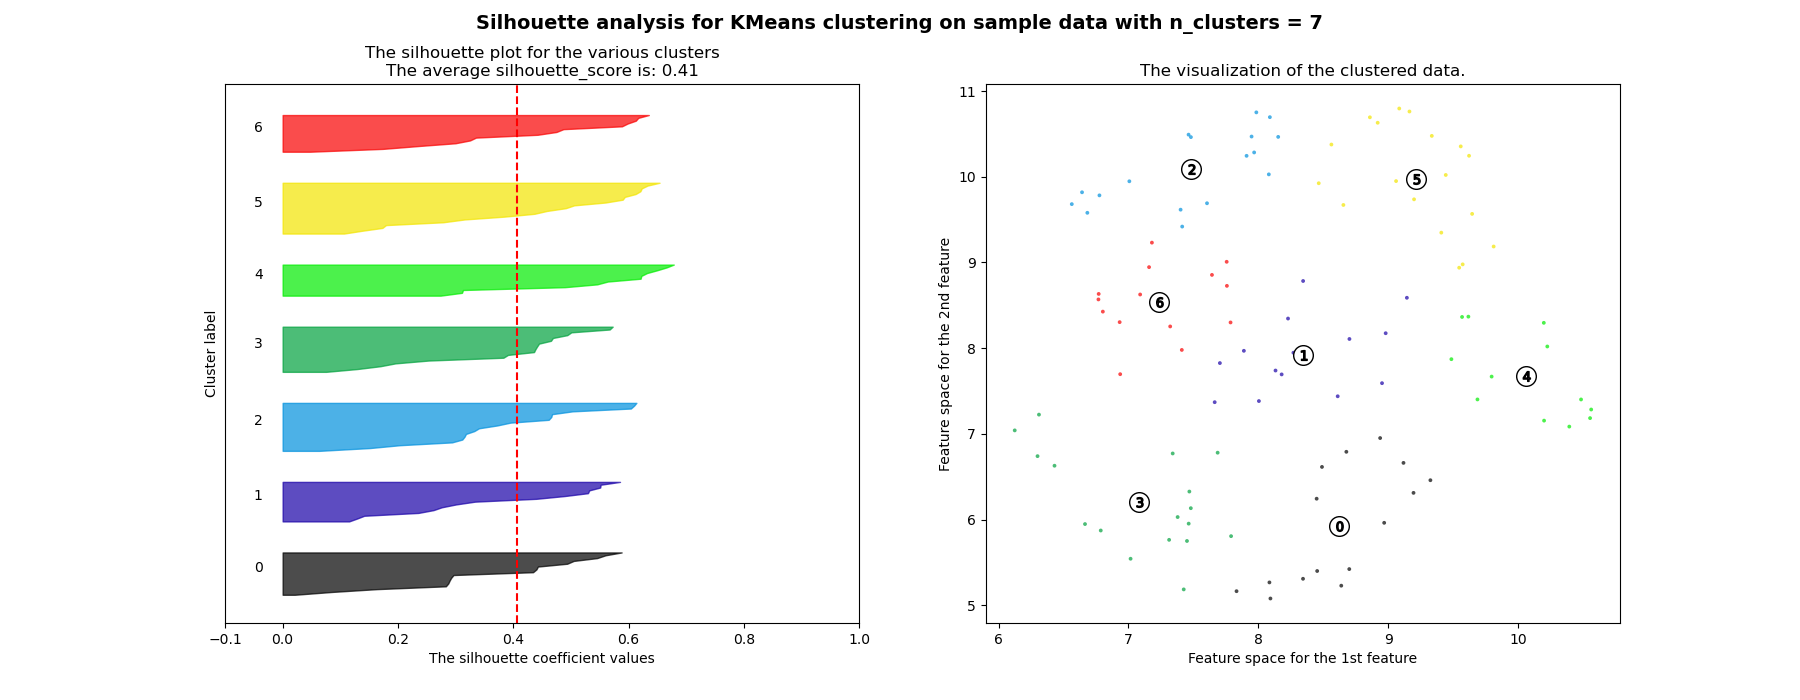 Silhouette analysis for KMeans clustering on sample data with n_clusters = 7
The silhouette plot for the various clusters
The average silhouette_score is: 0.41
6
5
4
3
2
1
0
Cluster label
−0.1 0.0 0.2 0.4 0.6 0.8 1.0
The silhouette coefficient values
The visualization of the clustered data.
11
10
9
8
7
6
5
Feature space for the 2nd feature
2
5
6
1
4
3
0
6 7 8 9 10
Feature space for the 1st feature